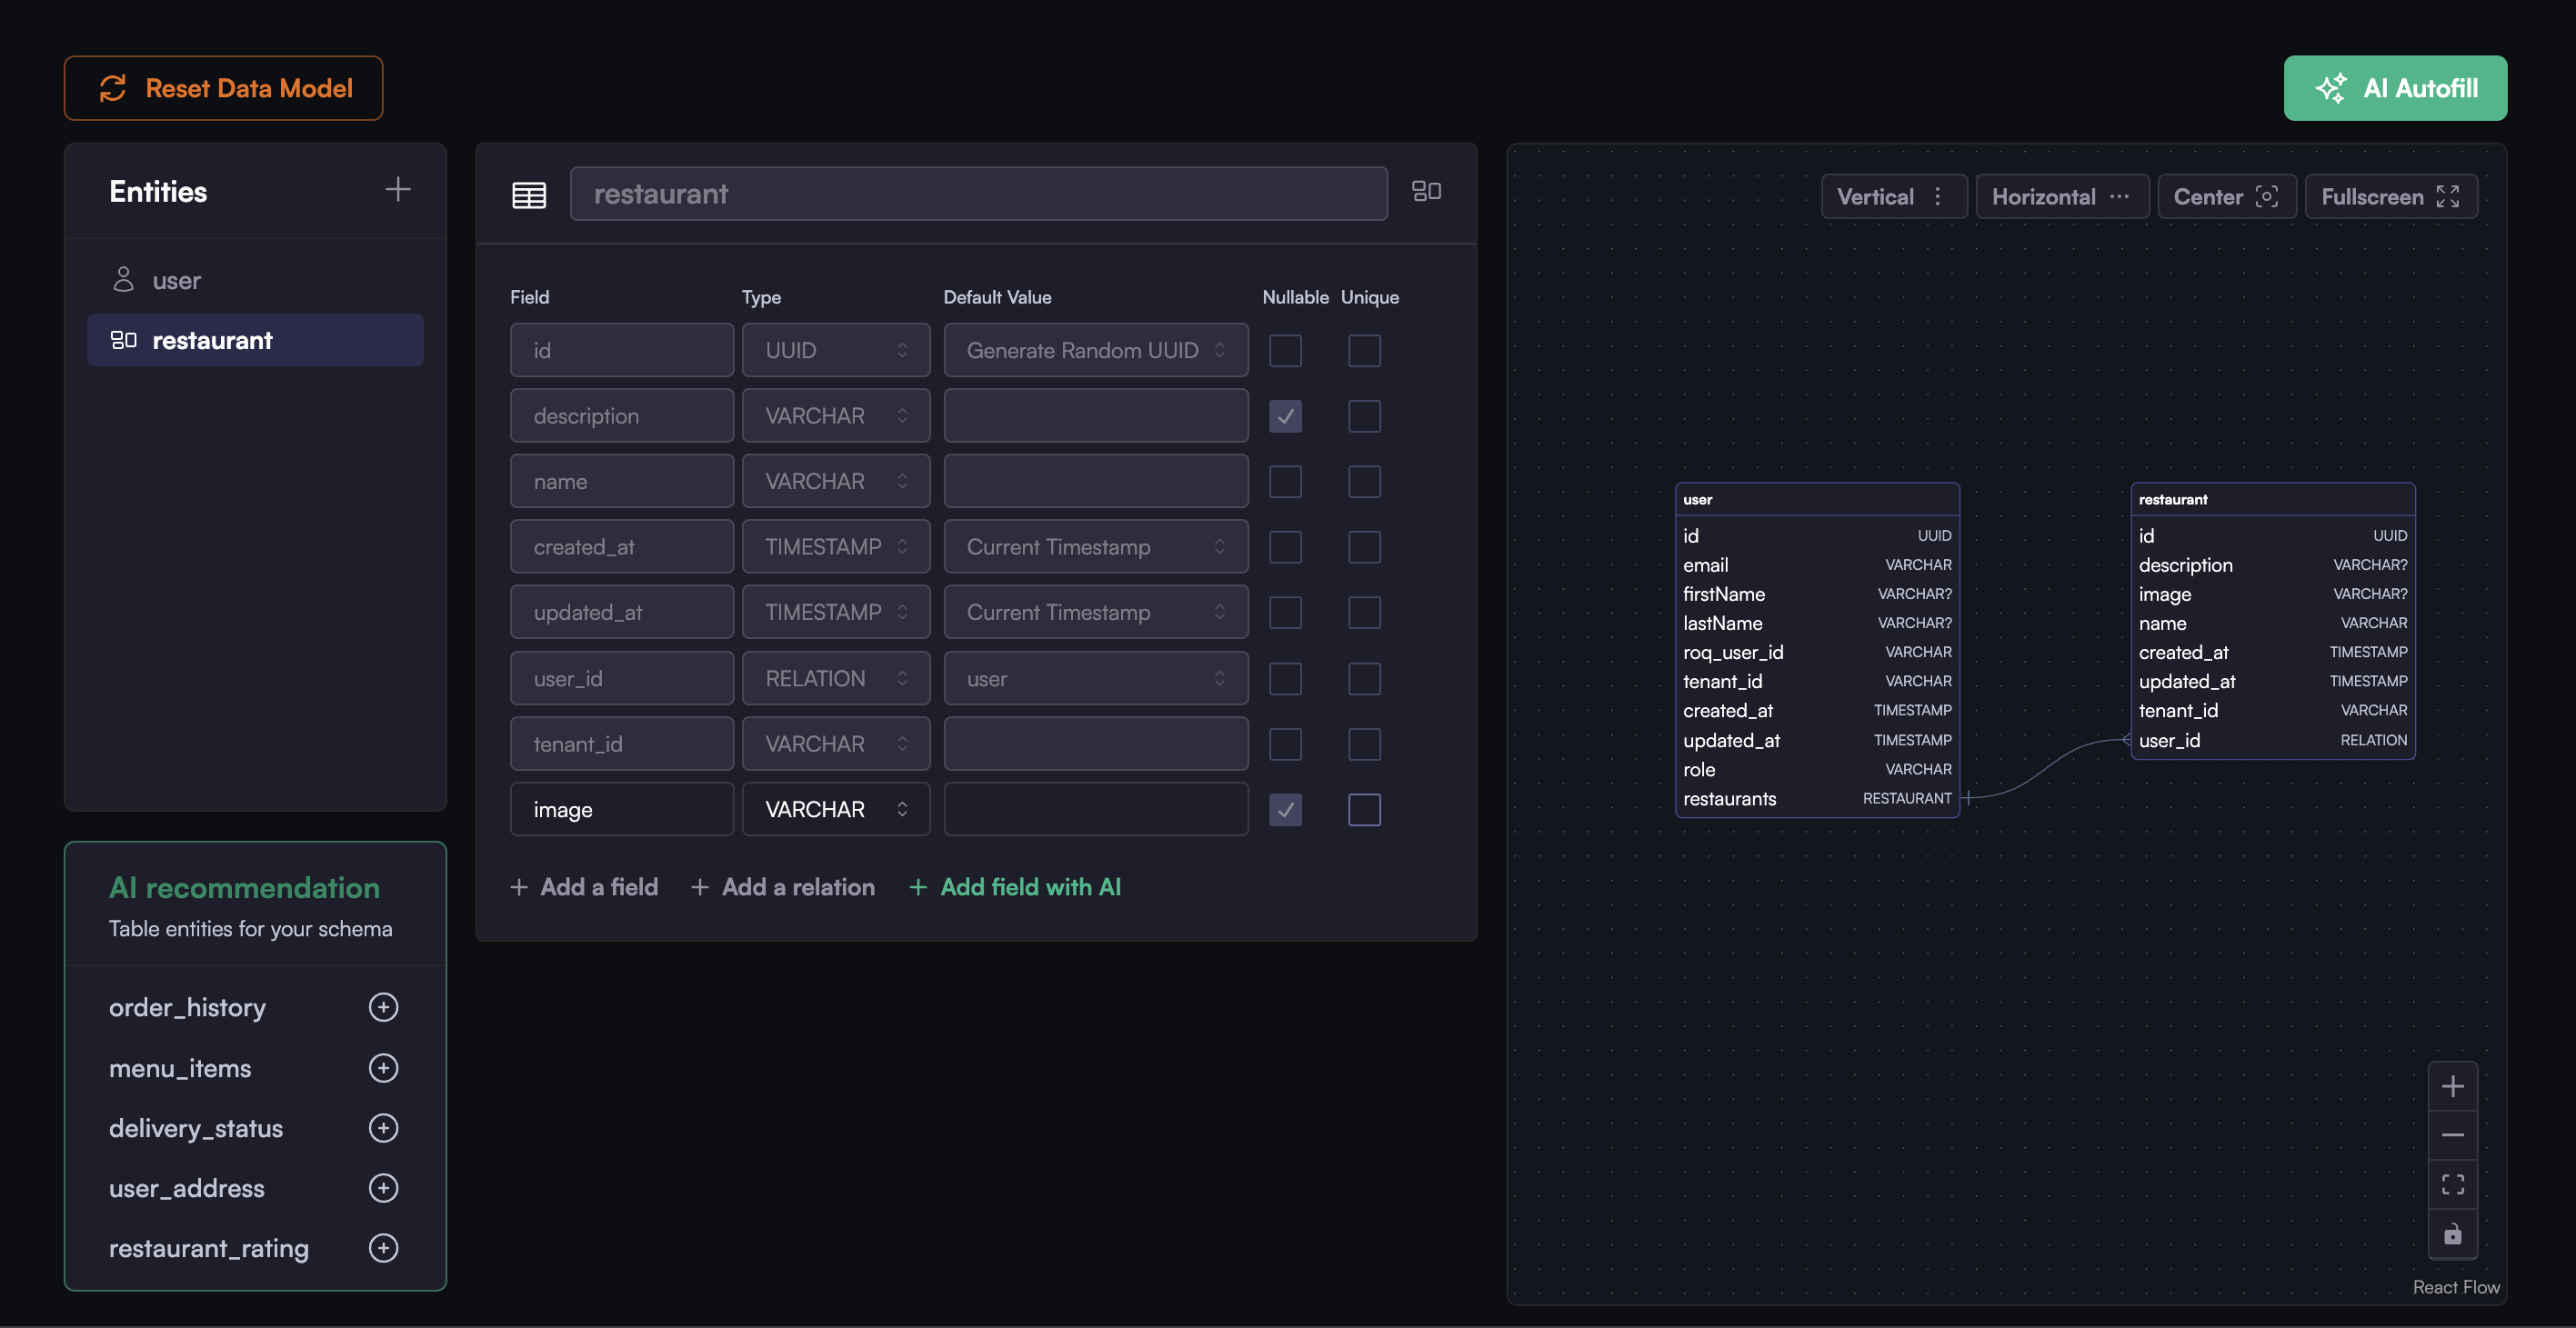 Reset Data Model
AI Autofill
Entities
user
restaurant
AI recommendation
Table entities for your schema
order_history
menu_items
delivery_status
user_address
restaurant_rating
restaurant
Field Type Default Value Nullable Unique
id UUID Generate Random UUID
description VARCHAR
name VARCHAR
created_at TIMESTAMP Current Timestamp
updated_at TIMESTAMP Current Timestamp
user_id RELATION user
tenant_id VARCHAR
image VARCHAR
Add a field Add a relation Add field with AI
Vertical Horizontal Center Fullscreen
user
id UUID
email VARCHAR
firstName VARCHAR?
lastName VARCHAR?
roq_user_id VARCHAR
tenant_id VARCHAR
created_at TIMESTAMP
updated_at TIMESTAMP
role VARCHAR
restaurants RESTAURANT
restaurant
id UUID
description VARCHAR?
image VARCHAR?
name VARCHAR
created_at TIMESTAMP
updated_at TIMESTAMP
tenant_id VARCHAR
user_id RELATION
React Flow